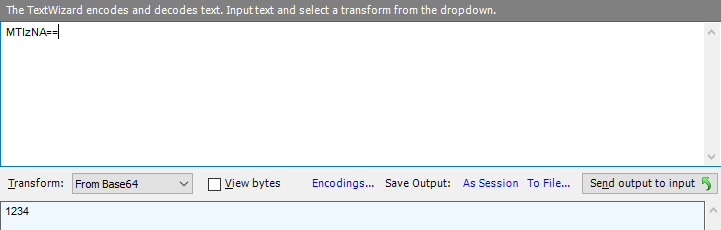 The TextWizard encodes and decodes text. Input text and select a transform from the dropdown.
MTIzNA==
Transform: From Base64 View bytes Encodings... Save Output: As Session To File... Send output to input
1234